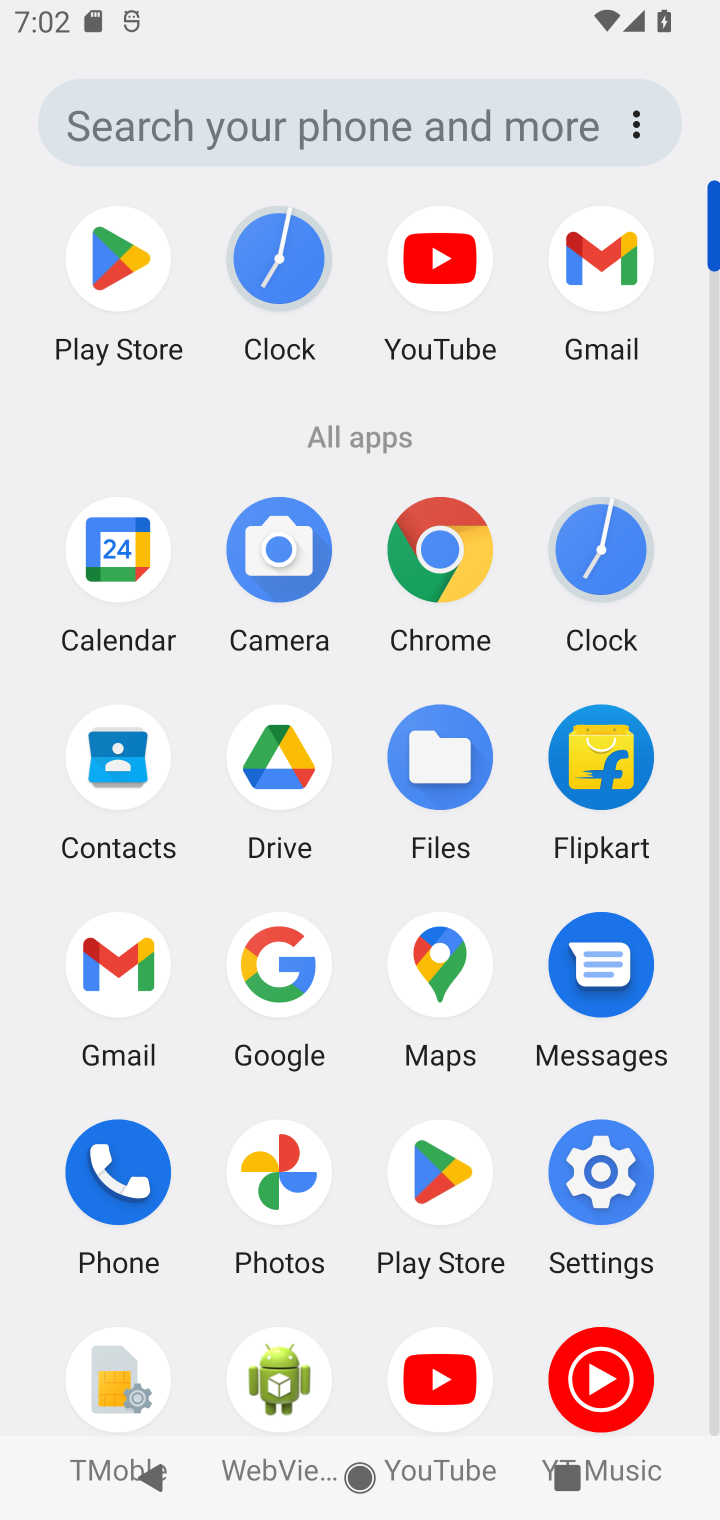 7:02
Search your phone and more
Play Store Clock YouTube Gmail
All apps
24
Calendar Camera Chrome Clock
Contacts Drive Files Flipkart
Gmail Google Maps Messages
Phone Photos Play Store Settings
WebVie... YouTube YT Music